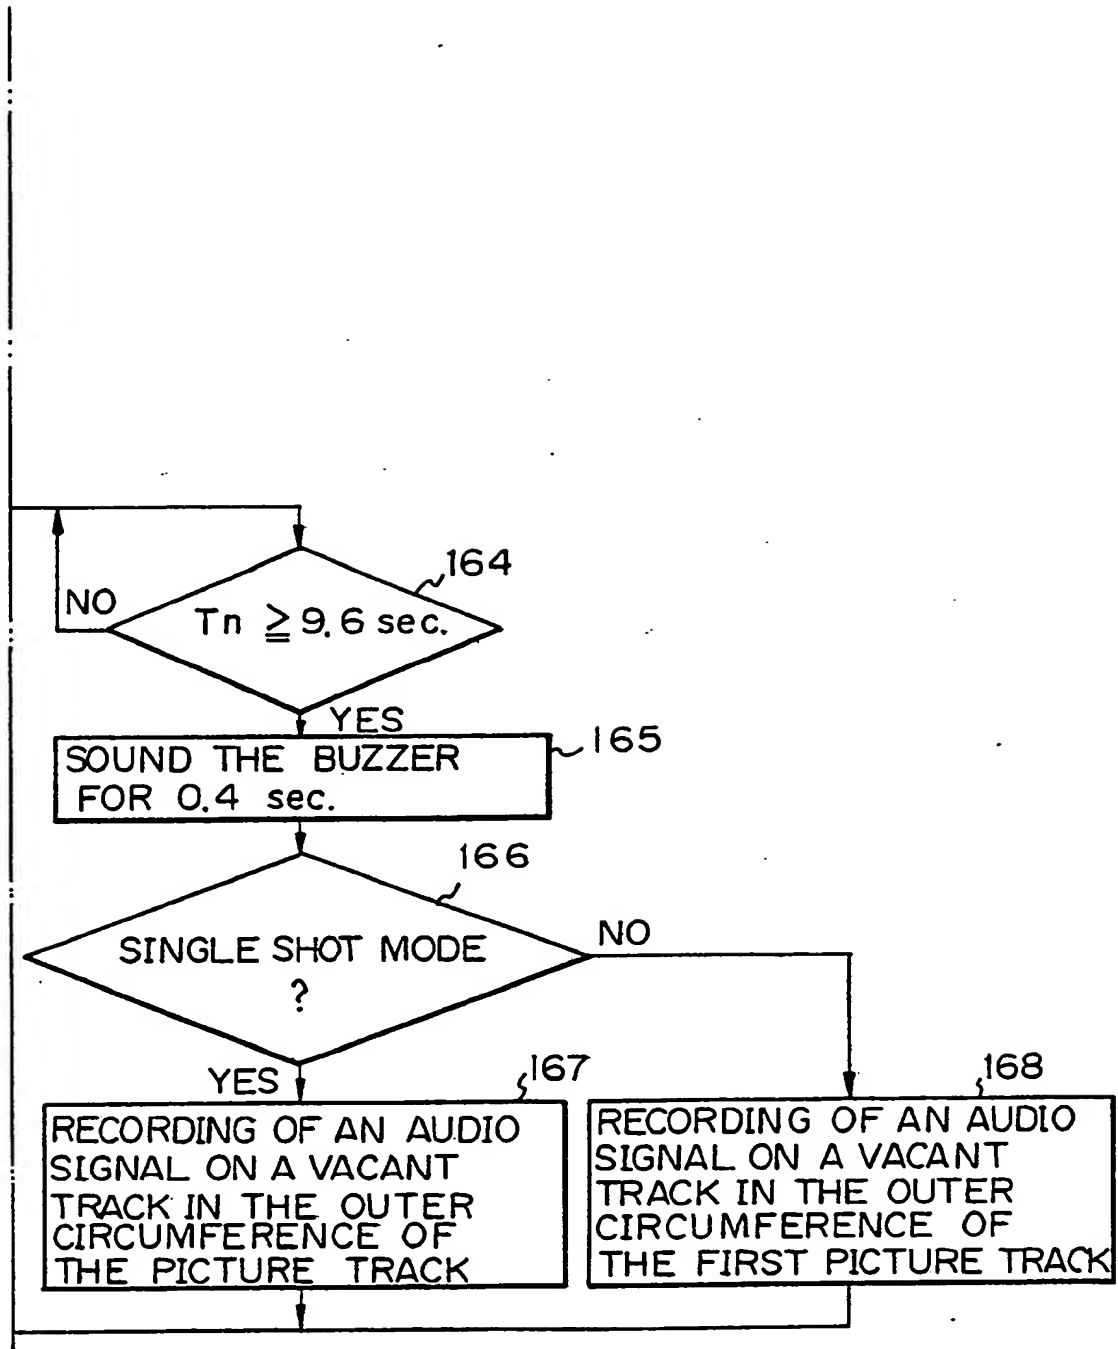 164
NO
Tn ≧ 9.6 sec.
YES
165
SOUND THE BUZZER
FOR 0.4 sec.
166
SINGLE SHOT MODE
?
NO
YES
167
RECORDING OF AN AUDIO
SIGNAL ON A VACANT
TRACK IN THE OUTER
CIRCUMFERENCE OF
THE PICTURE TRACK
168
RECORDING OF AN AUDIO
SIGNAL ON A VACANT
TRACK IN THE OUTER
CIRCUMFERENCE OF
THE FIRST PICTURE TRACK